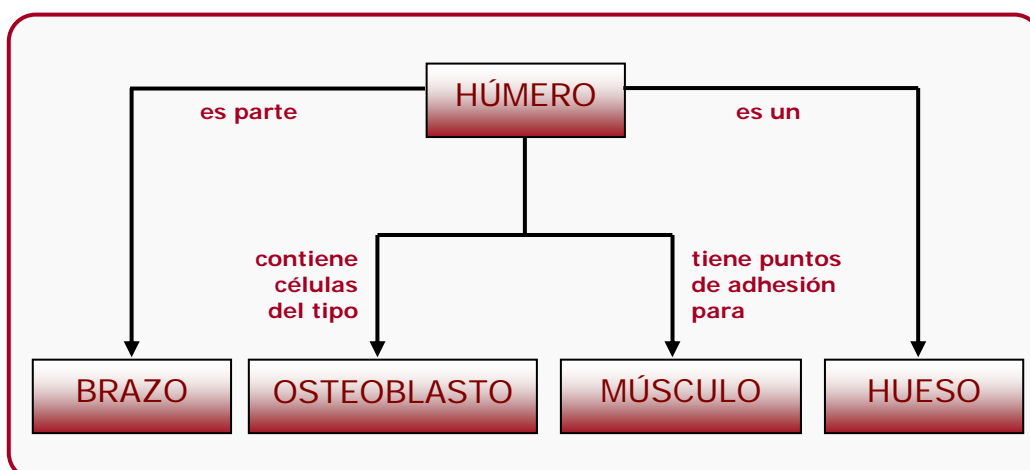 HÚMERO
es parte
es un
contiene
células
del tipo
tiene puntos
de adhesión
para
BRAZO
OSTEOBLASTO
MÚSCULO
HUESO